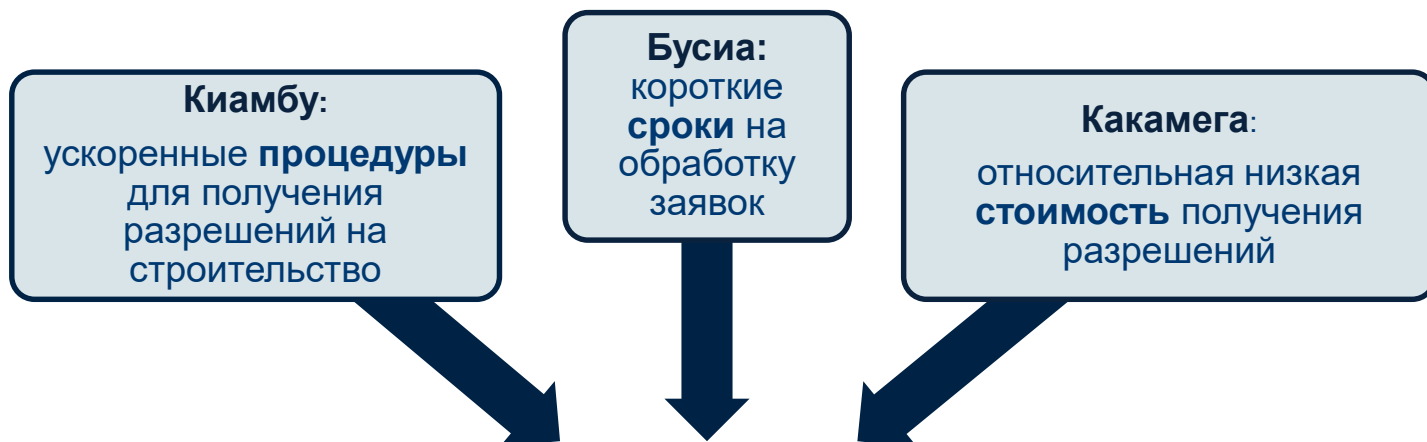 Киамбу:
ускоренные процедуры
для получения
разрешений на
строительство
Бусиа:
короткие
сроки на
обработку
заявок
Какамега:
относительная низкая
стоимость получения
разрешений